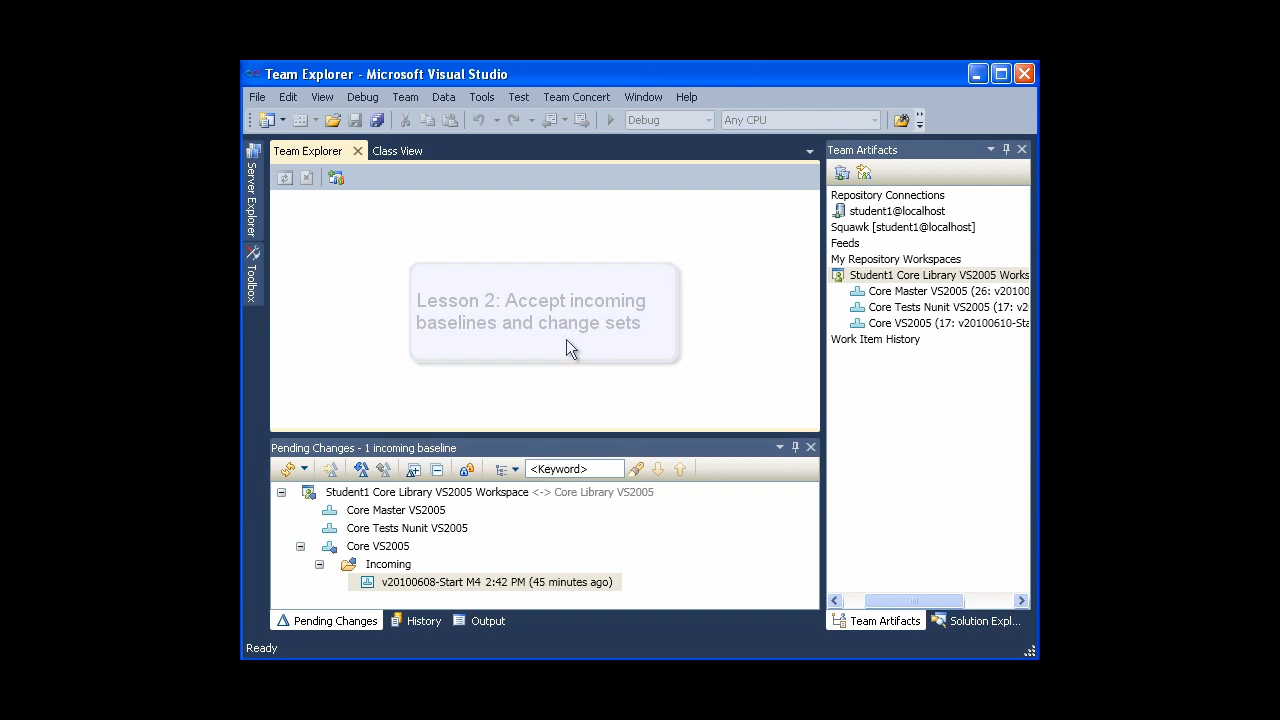 Team Explorer - Microsoft Visual Studio
File Edit View Debug Team Data Tools Test Team Concert Window Help
Debug Any CPU
Server Explorer
Toolbox
Team Explorer Class View
Lesson 2: Accept incoming
baselines and change sets
Pending Changes - 1 incoming baseline
<Keyword>
Student1 Core Library VS2005 Workspace <-> Core Library VS2005
Core Master VS2005
Core Tests Nunit VS2005
Core VS2005
Incoming
v20100608-Start M4 2:42 PM (45 minutes ago)
Pending Changes History Output
Team Artifacts
Repository Connections
student1@localhost
Squawk [student1@localhost]
Feeds
My Repository Workspaces
Student1 Core Library VS2005 Works
Core Master VS2005 (26: v20100
Core Tests Nunit VS2005 (17: v2
Core VS2005 (17: v20100610-Sta
Work Item History
Team Artifacts Solution Expl...
Ready